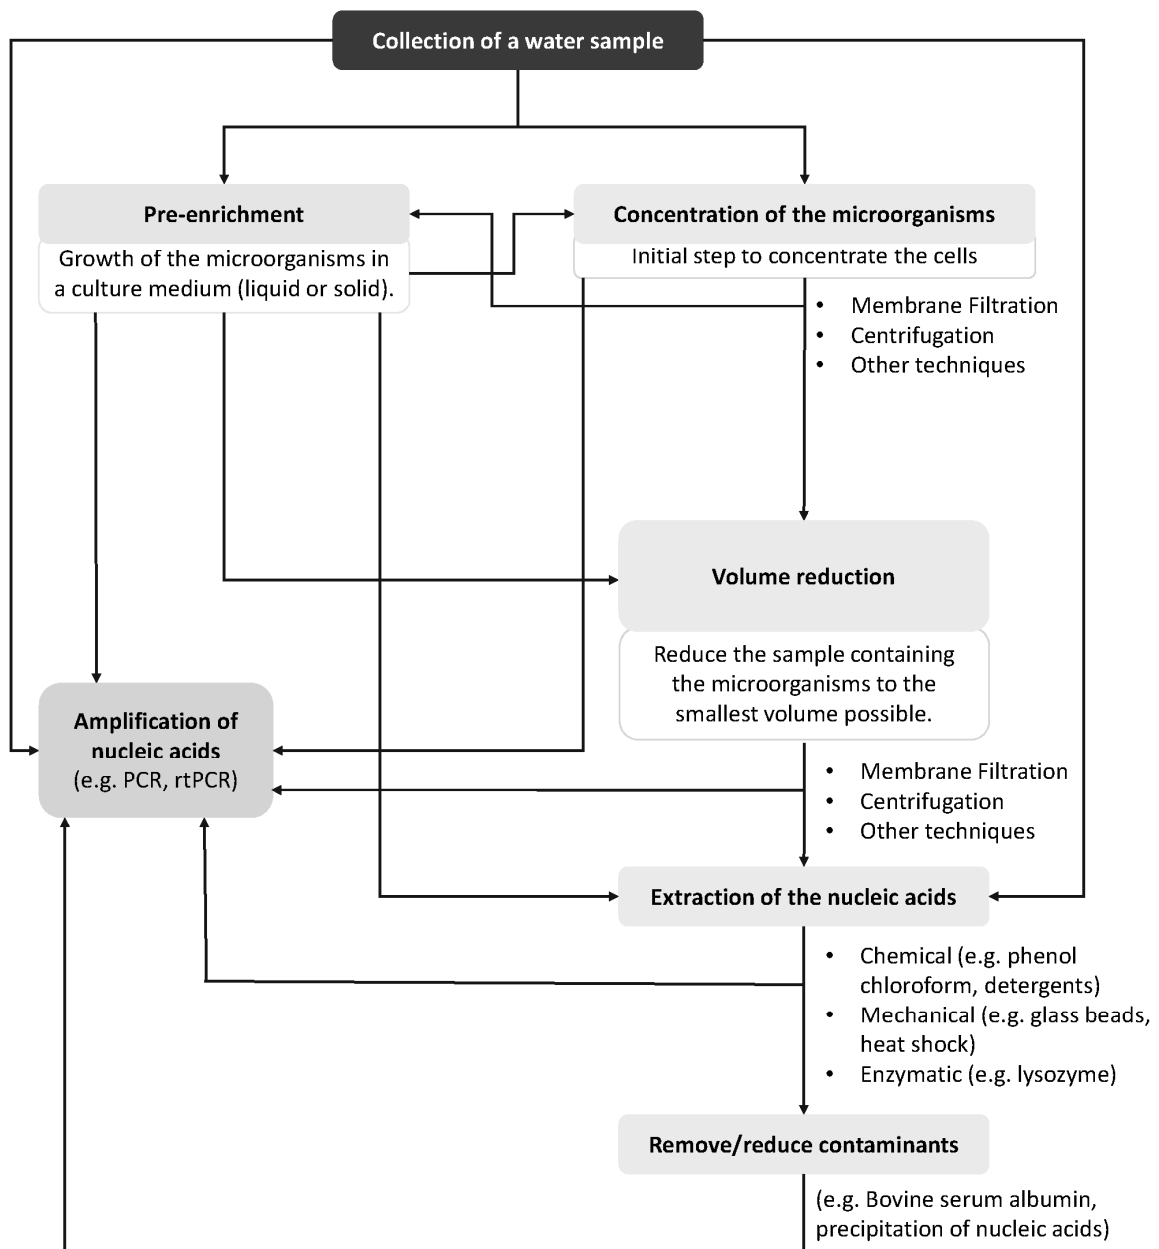 Collection of a water sample
Pre-enrichment
Growth of the microorganisms in
a culture medium (liquid or solid).
Concentration of the microorganisms
Initial step to concentrate the cells
• Membrane Filtration
• Centrifugation
• Other techniques
Volume reduction
Reduce the sample containing
the microorganisms to the
smallest volume possible.
Amplification of
nucleic acids
(e.g. PCR, rtPCR)
• Membrane Filtration
• Centrifugation
• Other techniques
Extraction of the nucleic acids
• Chemical (e.g. phenol
chloroform, detergents)
• Mechanical (e.g. glass beads,
heat shock)
• Enzymatic (e.g. lysozyme)
Remove/reduce contaminants
(e.g. Bovine serum albumin,
precipitation of nucleic acids)